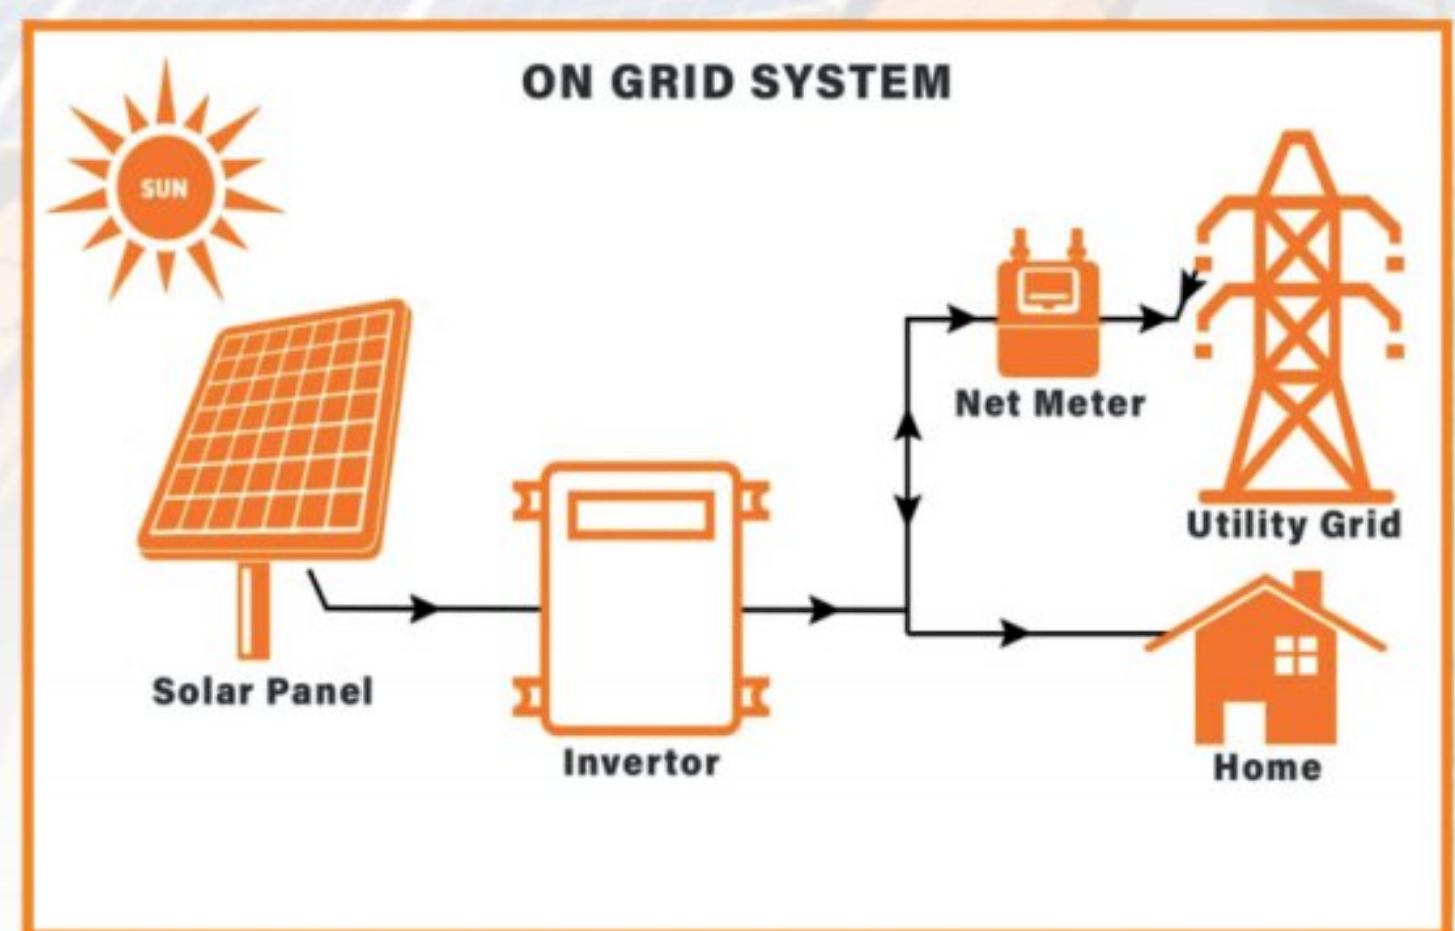 ON GRID SYSTEM
SUN
Net Meter
Utility Grid
Solar Panel
Invertor
Home